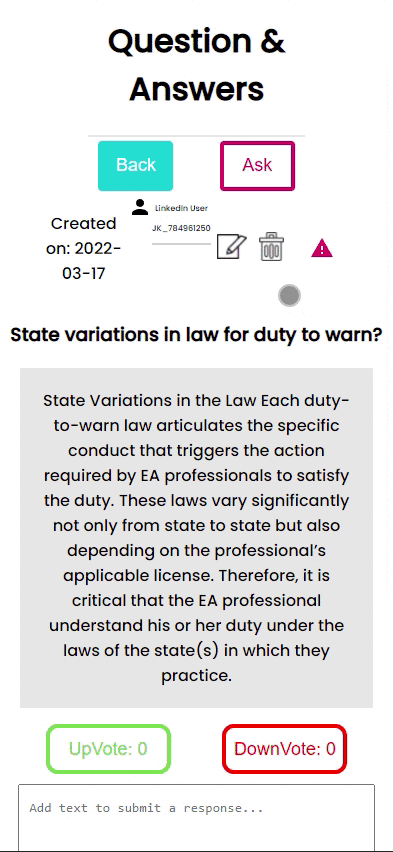 Question &
Answers
Back
Ask
LinkedIn User
JK_784961250
Created
on: 2022-
03-17
State variations in law for duty to warn?
State Variations in the Law Each duty-
to-warn law articulates the specific
conduct that triggers the action
required by EA professionals to satisfy
the duty. These laws vary significantly
not only from state to state but also
depending on the professional's
applicable license. Therefore, it is
critical that the EA professional
understand his or her duty under the
laws of the state(s) in which they
practice.
UpVote: 0
DownVote: 0
Add text to submit a response...